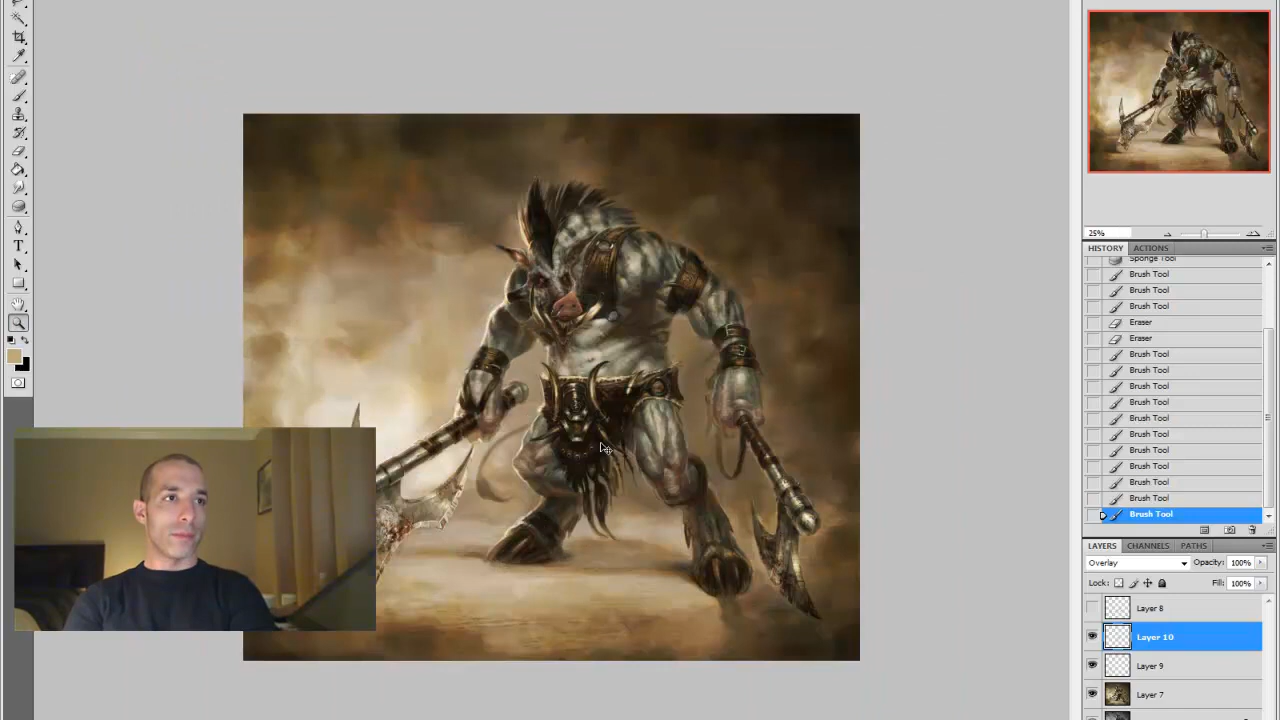 25%
HISTORY ACTIONS
Sponge Tool
Brush Tool
Brush Tool
Brush Tool
Eraser
Eraser
Brush Tool
Brush Tool
Brush Tool
Brush Tool
Brush Tool
Brush Tool
Brush Tool
Brush Tool
Brush Tool
Brush Tool
Brush Tool
LAYERS CHANNELS PATHS
Overlay Opacity: 100%
Lock: Fill: 100%
Layer 8
Layer 10
Layer 9
Layer 7
T